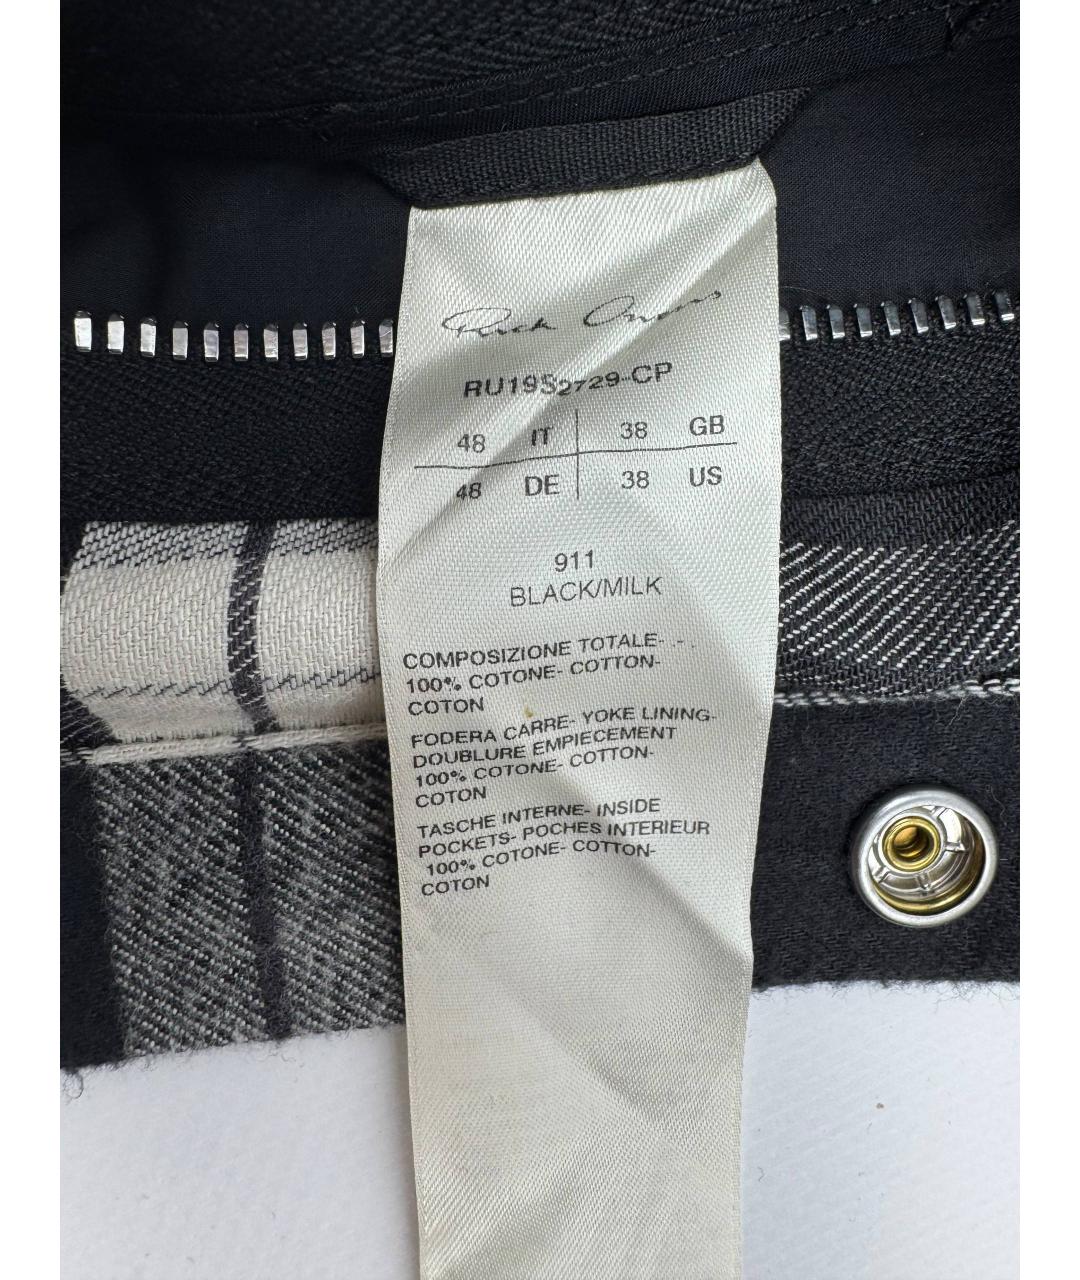 Rick Owens
RU19S2729-CP
48 IT 38 GB
48 DE 38 US
911
BLACK/MILK
COMPOSIZIONE TOTALE- -
100% COTONE- COTTON-
COTON
FODERA CARRE- YOKE LINING-
DOUBLURE EMPIECEMENT
100% COTONE- COTTON-
COTON
TASCHE INTERNE- INSIDE
POCKETS- POCHES INTERIEUR
100% COTONE- COTTON-
COTON